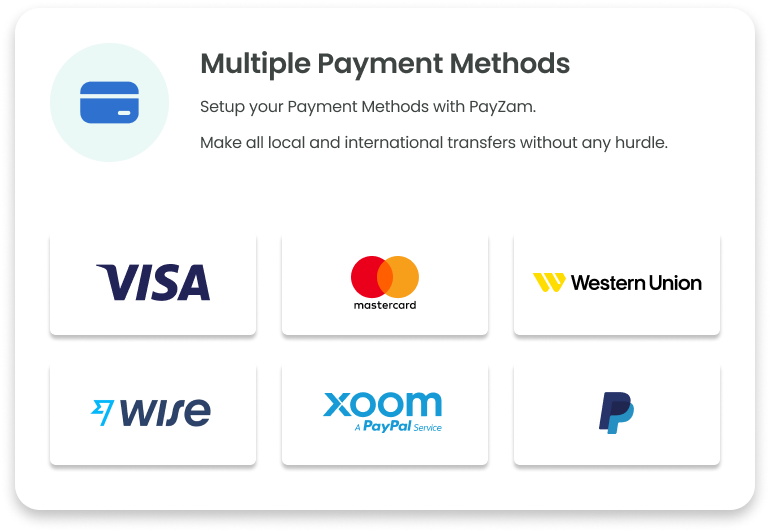 Multiple Payment Methods
Setup your Payment Methods with PayZam.
Make all local and international transfers without any hurdle.
VISA
mastercard
Western Union
WISE
xoom
A PayPal Service